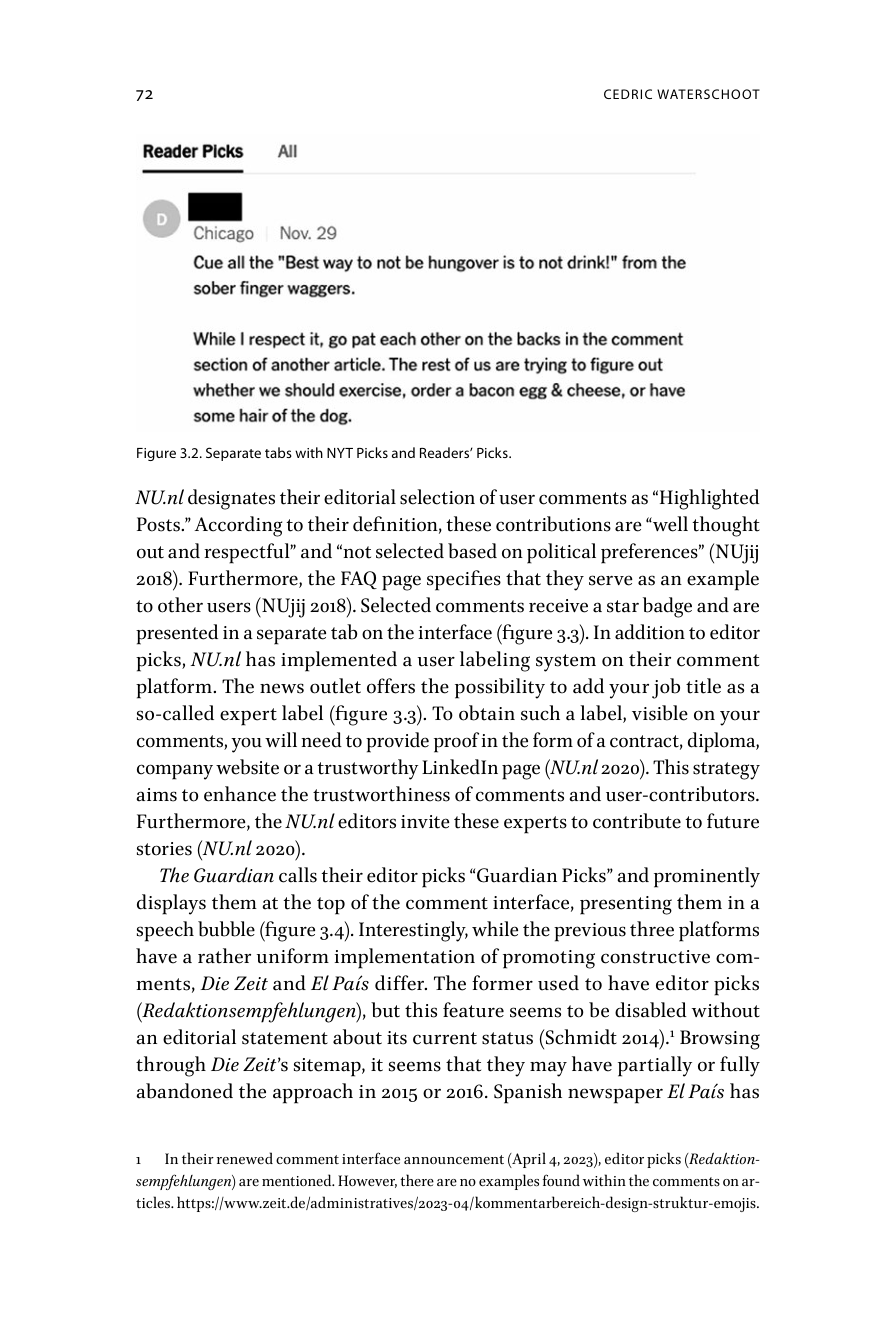 72 CEDRIC WATERSCHOOT
Reader Picks All
D
Chicago | Nov. 29
Cue all the "Best way to not be hungover is to not drink!" from the
sober finger waggers.
While I respect it, go pat each other on the backs in the comment
section of another article. The rest of us are trying to figure out
whether we should exercise, order a bacon egg & cheese, or have
some hair of the dog.
Figure 3.2. Separate tabs with NYT Picks and Readers’ Picks.
NU.nl designates their editorial selection of user comments as “Highlighted
Posts.” According to their definition, these contributions are “well thought
out and respectful” and “not selected based on political preferences” (NUjij
2018). Furthermore, the FAQ page specifies that they serve as an example
to other users (NUjij 2018). Selected comments receive a star badge and are
presented in a separate tab on the interface (figure 3.3). In addition to editor
picks, NU.nl has implemented a user labeling system on their comment
platform. The news outlet offers the possibility to add your job title as a
so-called expert label (figure 3.3). To obtain such a label, visible on your
comments, you will need to provide proof in the form of a contract, diploma,
company website or a trustworthy LinkedIn page (NU.nl 2020). This strategy
aims to enhance the trustworthiness of comments and user-contributors.
Furthermore, the NU.nl editors invite these experts to contribute to future
stories (NU.nl 2020).
The Guardian calls their editor picks “Guardian Picks” and prominently
displays them at the top of the comment interface, presenting them in a
speech bubble (figure 3.4). Interestingly, while the previous three platforms
have a rather uniform implementation of promoting constructive com-
ments, Die Zeit and El País differ. The former used to have editor picks
(Redaktionsempfehlungen), but this feature seems to be disabled without
an editorial statement about its current status (Schmidt 2014).¹ Browsing
through Die Zeit’s sitemap, it seems that they may have partially or fully
abandoned the approach in 2015 or 2016. Spanish newspaper El País has
1 In their renewed comment interface announcement (April 4, 2023), editor picks (Redaktion-
sempfehlungen) are mentioned. However, there are no examples found within the comments on ar-
ticles. https://www.zeit.de/administratives/2023-04/kommentarbereich-design-struktur-emojis.